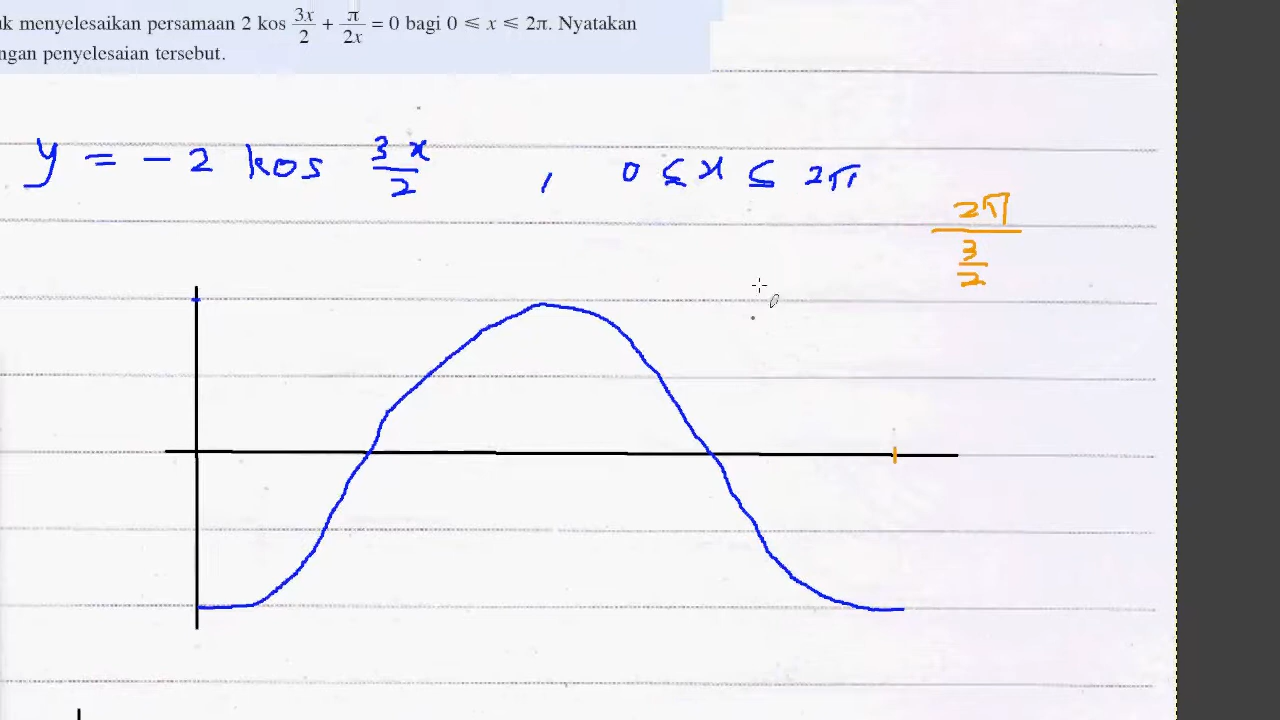 uk menyelesaikan persamaan 2 kos 3x/2 + π/2x = 0 bagi 0 ⩽ x ⩽ 2π. Nyatakan
ngan penyelesaian tersebut.
y = - 2 kos 3x/2 , 0 ≤ x ≤ 2π
2π / (3/2)